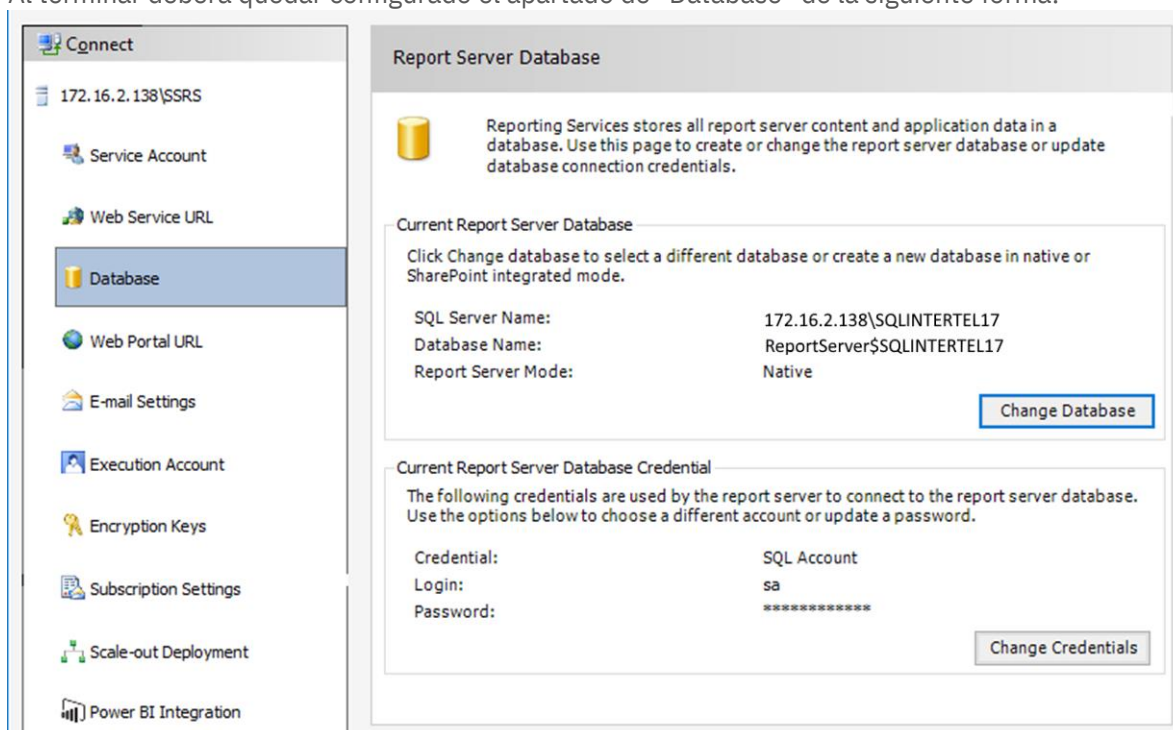 Al terminar deberá quedar configurado el apartado de "Database" de la siguiente forma:
Connect
172.16.2.138\SSRS
Service Account
Web Service URL
Database
Web Portal URL
E-mail Settings
Execution Account
Encryption Keys
Subscription Settings
Scale-out Deployment
Power BI Integration
Report Server Database
Reporting Services stores all report server content and application data in a
database. Use this page to create or change the report server database or update
database connection credentials.
Current Report Server Database
Click Change database to select a different database or create a new database in native or
SharePoint integrated mode.
SQL Server Name: 172.16.2.138\SQLINTERTEL17
Database Name: ReportServer$SQLINTERTEL17
Report Server Mode: Native
Change Database
Current Report Server Database Credential
The following credentials are used by the report server to connect to the report server database.
Use the options below to choose a different account or update a password.
Credential: SQL Account
Login: sa
Password: ************
Change Credentials